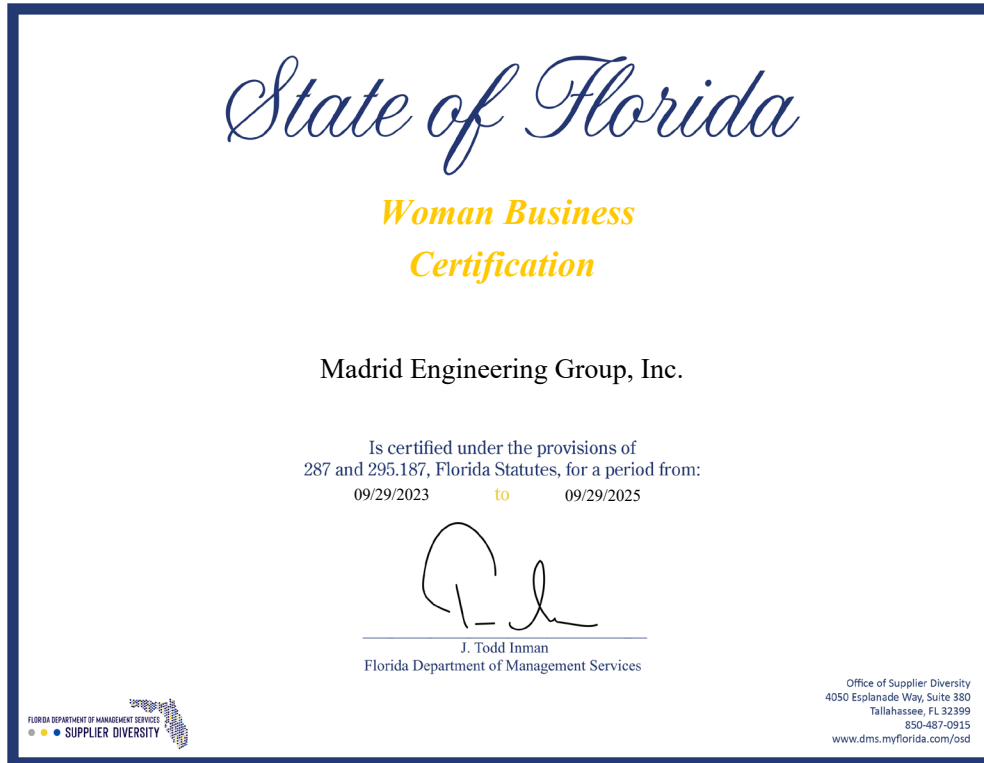 State of Florida
Woman Business
Certification
Madrid Engineering Group, Inc.
Is certified under the provisions of
287 and 295.187, Florida Statutes, for a period from:
09/29/2023 to 09/29/2025
J. Todd Inman
Florida Department of Management Services
FLORIDA DEPARTMENT OF MANAGEMENT SERVICES
SUPPLIER DIVERSITY
Office of Supplier Diversity
4050 Esplanade Way, Suite 380
Tallahassee, FL 32399
850-487-0915
www.dms.myflorida.com/osd